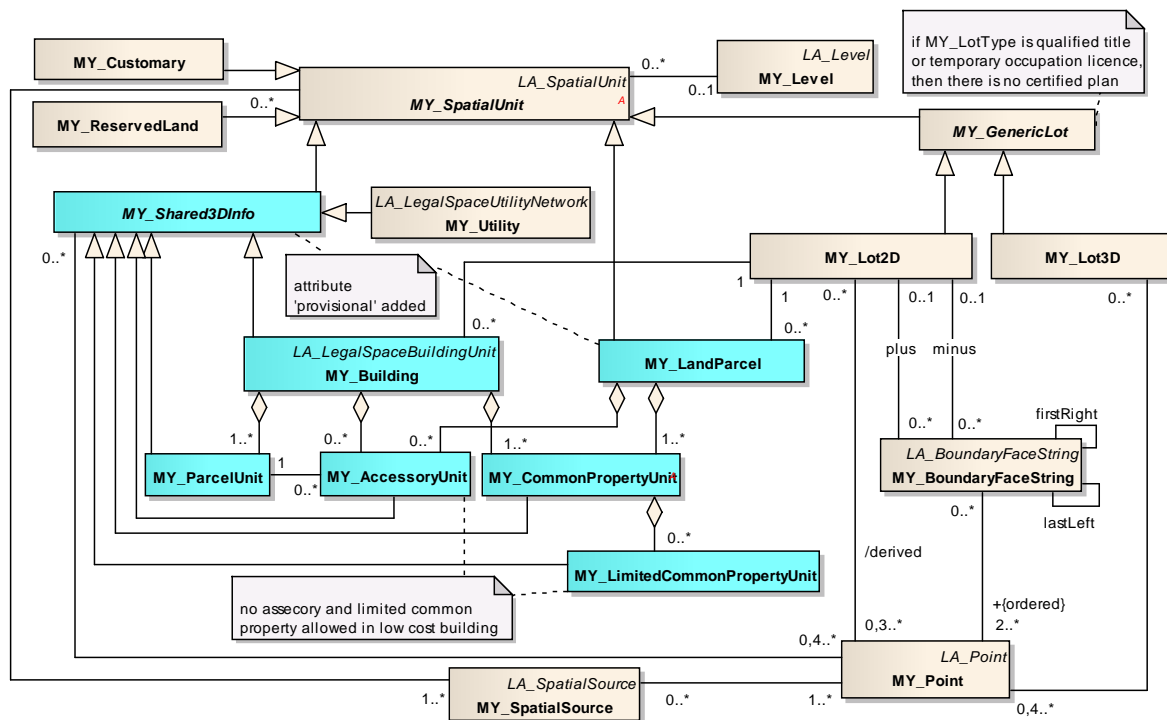 if MY_LotType is qualified title
or temporary occupation licence,
then there is no certified plan
MY_Customary
LA_SpatialUnit
MY_SpatialUnit
A
0..*
0..1
LA_Level
MY_Level
MY_ReservedLand
0..*
MY_GenericLot
MY_Shared3DInfo
LA_LegalSpaceUtilityNetwork
MY_Utility
0..*
MY_Lot2D
MY_Lot3D
attribute
'provisional' added
1
1
0..*
0..1
0..1
0..*
0..*
0..*
LA_LegalSpaceBuildingUnit
MY_Building
MY_LandParcel
plus
minus
1..*
0..*
0..*
1..*
1..*
0..*
0..*
firstRight
MY_ParcelUnit
1
0..*
MY_AccessoryUnit
MY_CommonPropertyUnit
LA_BoundaryFaceString
MY_BoundaryFaceString
lastLeft
0..*
0..*
MY_LimitedCommonPropertyUnit
/derived
no assecory and limited common
property allowed in low cost building
+{ordered}
2..*
0,3..*
0,4..*
LA_Point
MY_Point
1..*
LA_SpatialSource
MY_SpatialSource
0..*
1..*
0,4..*